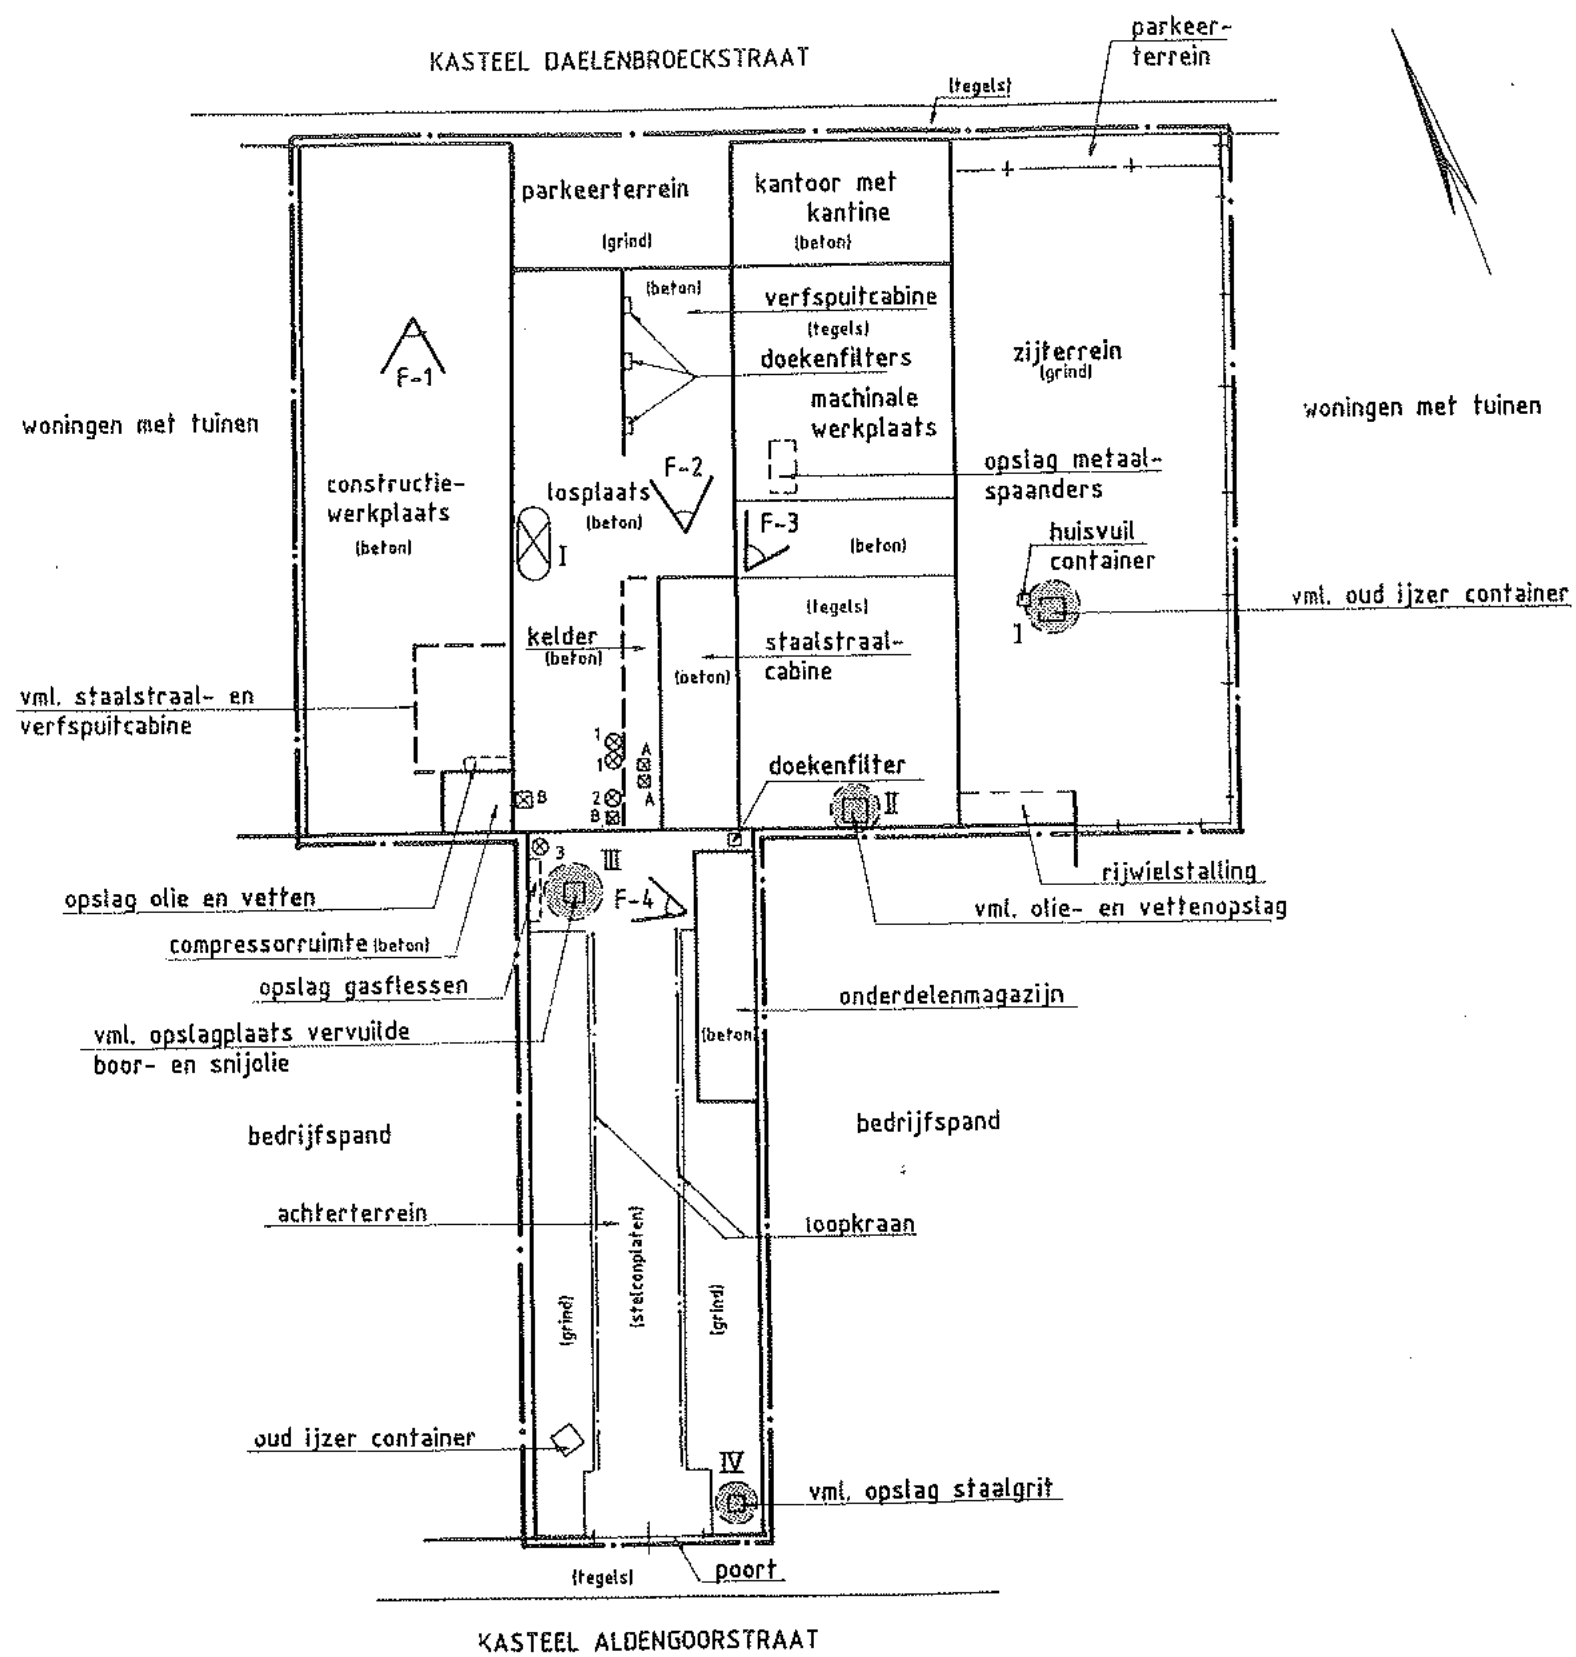 parkeer-
terrein
KASTEEL DAELENBROECKSTRAAT
(tegels)
parkeerterrein
(grind)
kantoor met
kantine
(beton)
(beton)
verfspuitcabine
(tegels)
doekenfilters
zijterrein
(grind)
F-1
machinale
werkplaats
woningen met tuinen
woningen met tuinen
opslag metaal-
spaanders
F-2
constructie-
werkplaats
(beton)
losplaats
(beton)
I
F-3
(beton)
huisvuil
container
vml. oud ijzer container
1
(tegels)
kelder
(beton)
staalstraal-
cabine
(beton)
vml. staalstraal- en
verfspuitcabine
1
1
A
A
2
B
B
doekenfilter
II
3
III
F-4
rijwielstalling
opslag olie en vetten
vml. olie- en vettenopslag
compressorruimte (beton)
opslag gasflessen
onderdelenmagazijn
(beton)
vml. opslagplaats vervuilde
boor- en snijolie
bedrijfspand
bedrijfspand
achterterrein
loopkraan
(stelconplaten)
(grind)
(grind)
oud ijzer container
IV
vml. opslag staalgrit
poort
(tegels)
KASTEEL ALDENGOORSTRAAT